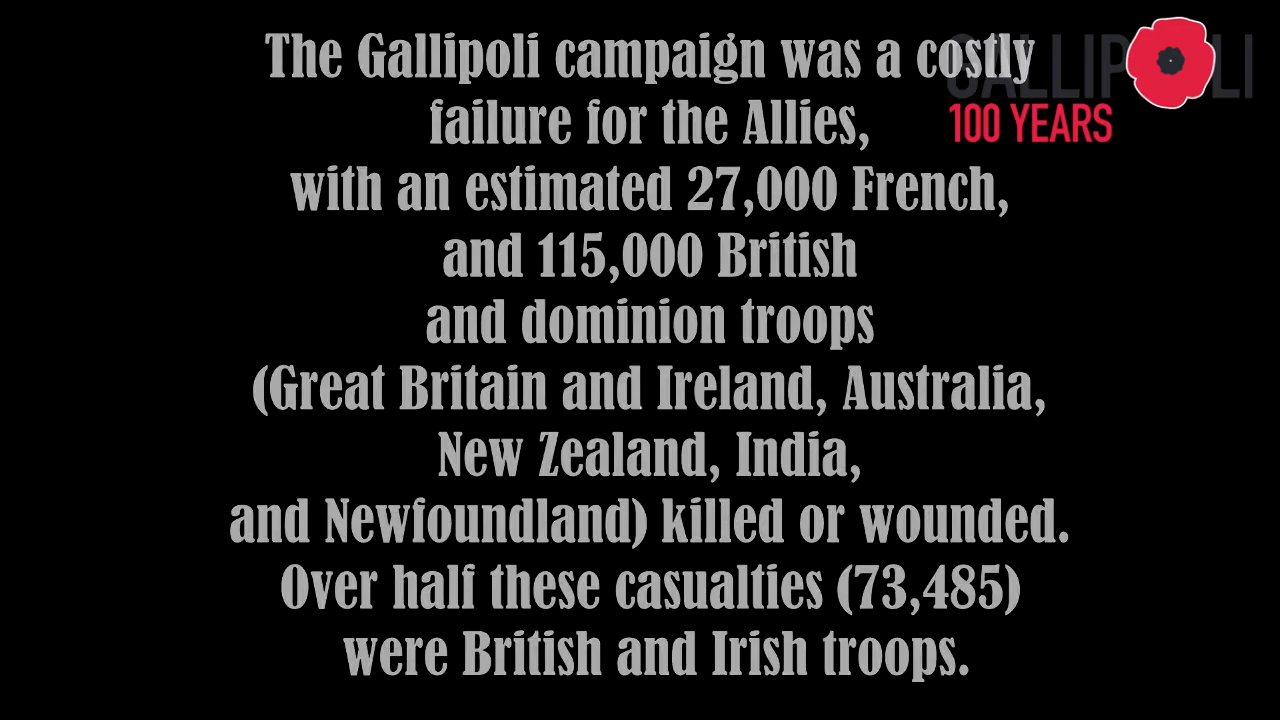 The Gallipoli campaign was a costly
failure for the Allies,
with an estimated 27,000 French,
and 115,000 British
and dominion troops
(Great Britain and Ireland, Australia,
New Zealand, India,
and Newfoundland) killed or wounded.
Over half these casualties (73,485)
were British and Irish troops.
GALLIPOLI
100 YEARS